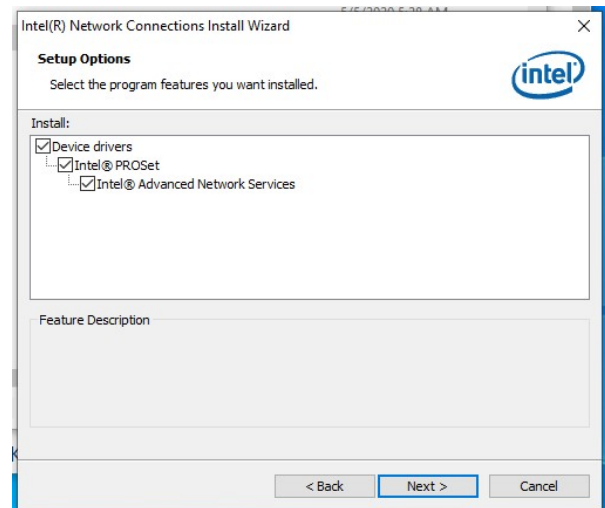 Intel(R) Network Connections Install Wizard
Setup Options
Select the program features you want installed.
intel
Install:
Device drivers
Intel® PROSet
Intel® Advanced Network Services
Feature Description
< Back
Next >
Cancel